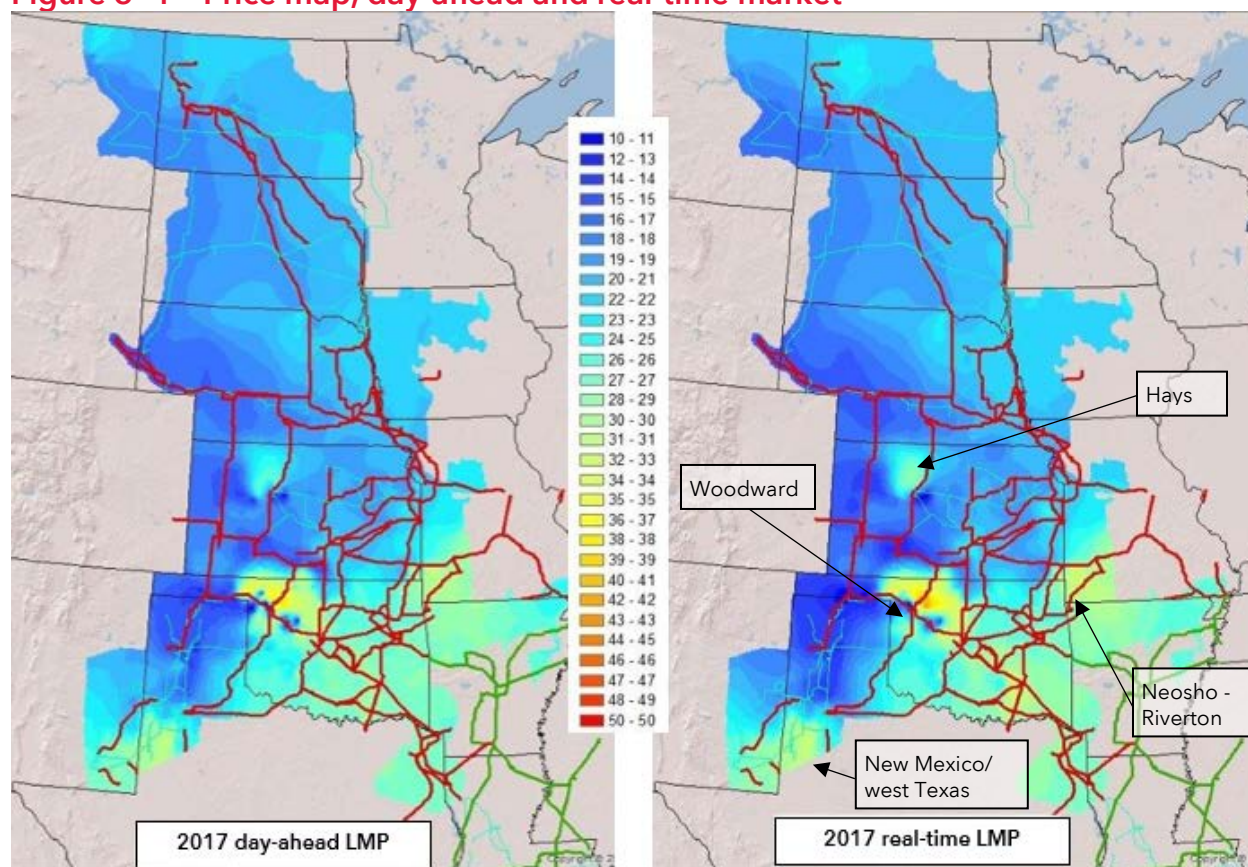 Price map, day-ahead and real-time market
10 - 11
12 - 13
14 - 14
15 - 15
16 - 17
18 - 18
19 - 19
20 - 21
22 - 22
23 - 23
24 - 25
26 - 26
27 - 27
28 - 29
30 - 30
31 - 31
32 - 33
34 - 34
35 - 35
36 - 37
38 - 38
39 - 39
40 - 41
42 - 42
43 - 43
44 - 45
46 - 46
47 - 47
48 - 49
50 - 50
Hays
Woodward
Neosho -
Riverton
New Mexico/
west Texas
2017 day-ahead LMP
2017 real-time LMP